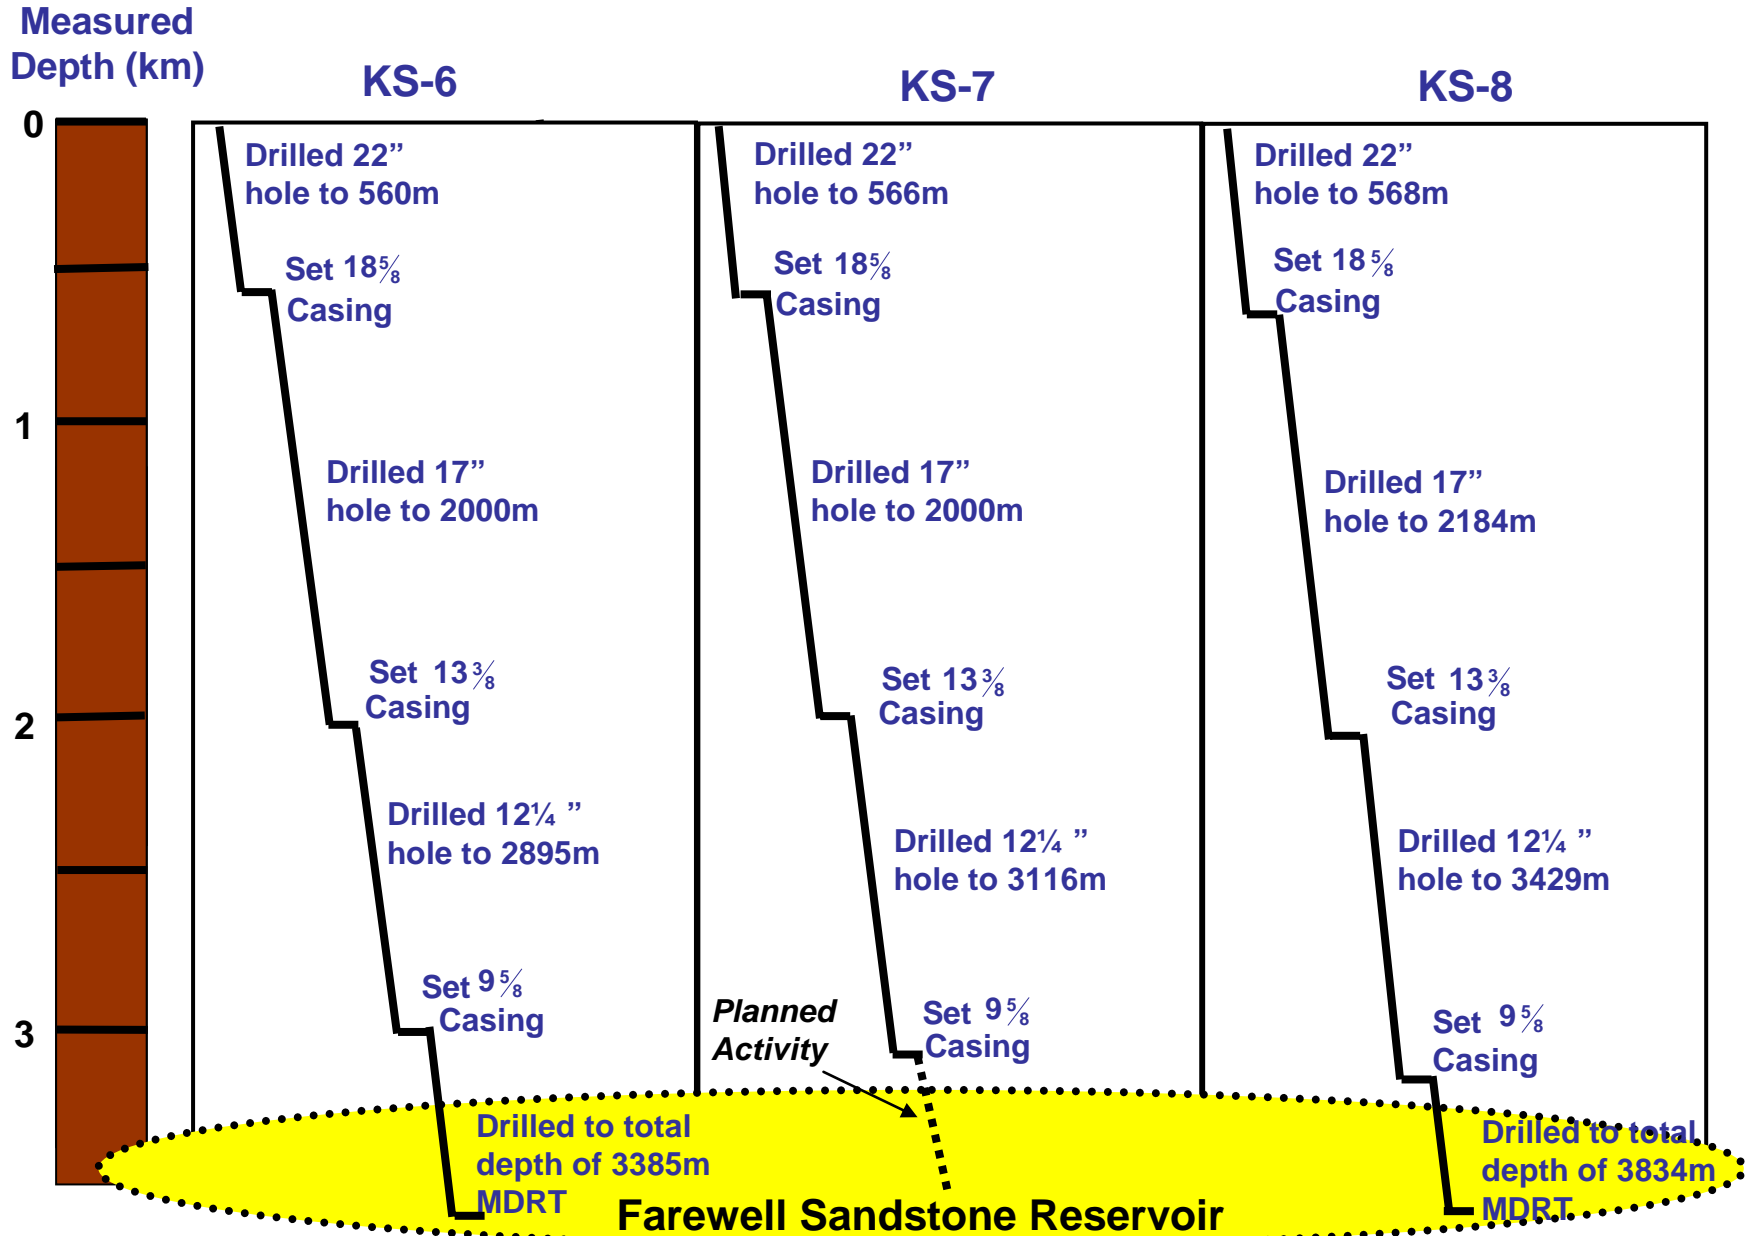 Measured
Depth (km)
KS-6
KS-7
KS-8
0
1
2
3
Drilled 22”
hole to 560m
Set 18⅝
Casing
Drilled 17”
hole to 2000m
Set 13⅜
Casing
Drilled 12¼ ”
hole to 2895m
Set 9⅝
Casing
Drilled to total
depth of 3385m
MDRT
Drilled 22”
hole to 566m
Set 18⅝
Casing
Drilled 17”
hole to 2000m
Set 13⅜
Casing
Drilled 12¼ ”
hole to 3116m
Set 9⅝
Casing
Planned
Activity
Drilled 22”
hole to 568m
Set 18⅝
Casing
Drilled 17”
hole to 2184m
Set 13⅜
Casing
Drilled 12¼ ”
hole to 3429m
Set 9⅝
Casing
Drilled to total
depth of 3834m
MDRT
Farewell Sandstone Reservoir